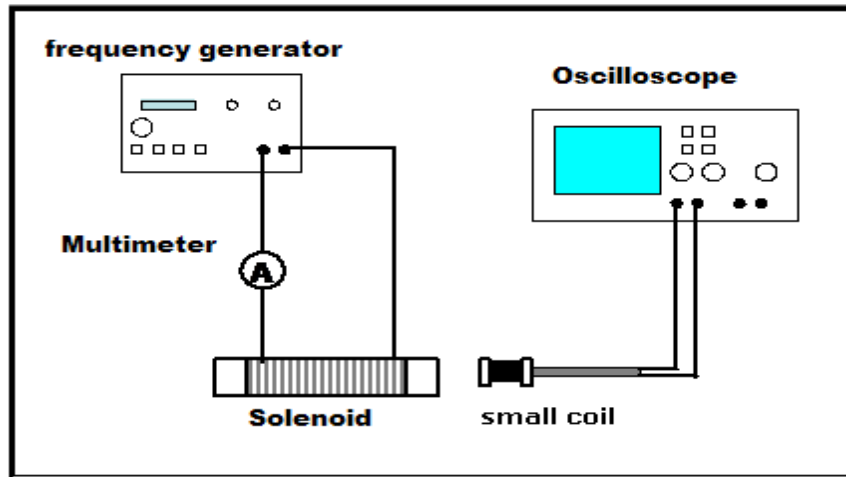 frequency generator
Oscilloscope
Multimeter
A
Solenoid
small coil